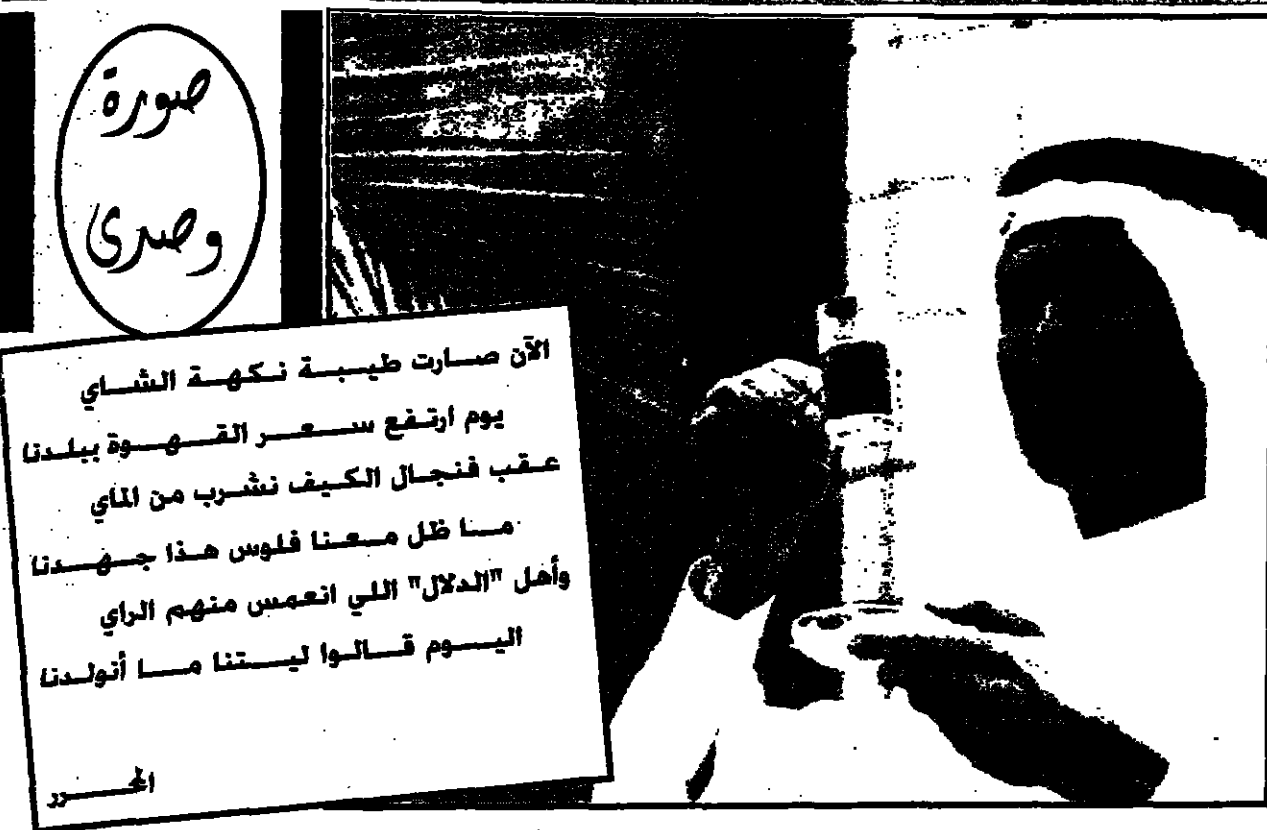 صورة
وصدى
الآن صارت طيبة نكهة الشاي
يوم ارتفع سعر القهوة ببلدنا
عقب فنجال الكيف نشرب من الماي
ما ظل معنا فلوس هذا جهدنا
وأهل "الدلال" اللي انعمس منهم الراي
اليوم قالوا ليتنا ما أنولدنا
المحرر